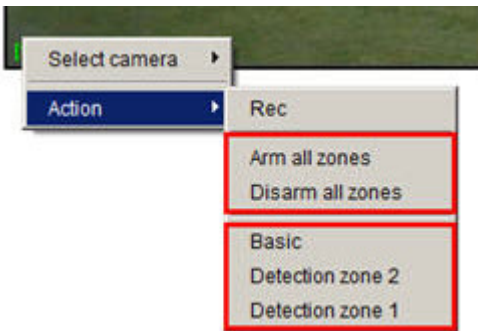 Select camera
Action
Rec
Arm all zones
Disarm all zones
Basic
Detection zone 2
Detection zone 1